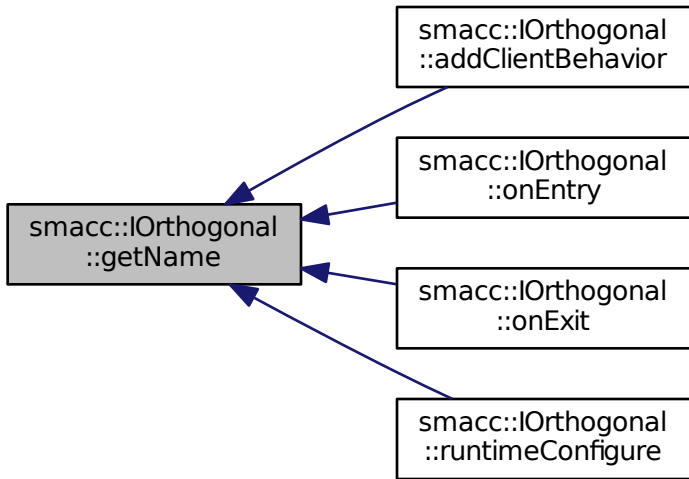 smacc::IOrthogonal
::addClientBehavior
smacc::IOrthogonal
::onEntry
smacc::IOrthogonal
::getName
smacc::IOrthogonal
::onExit
smacc::IOrthogonal
::runtimeConfigure